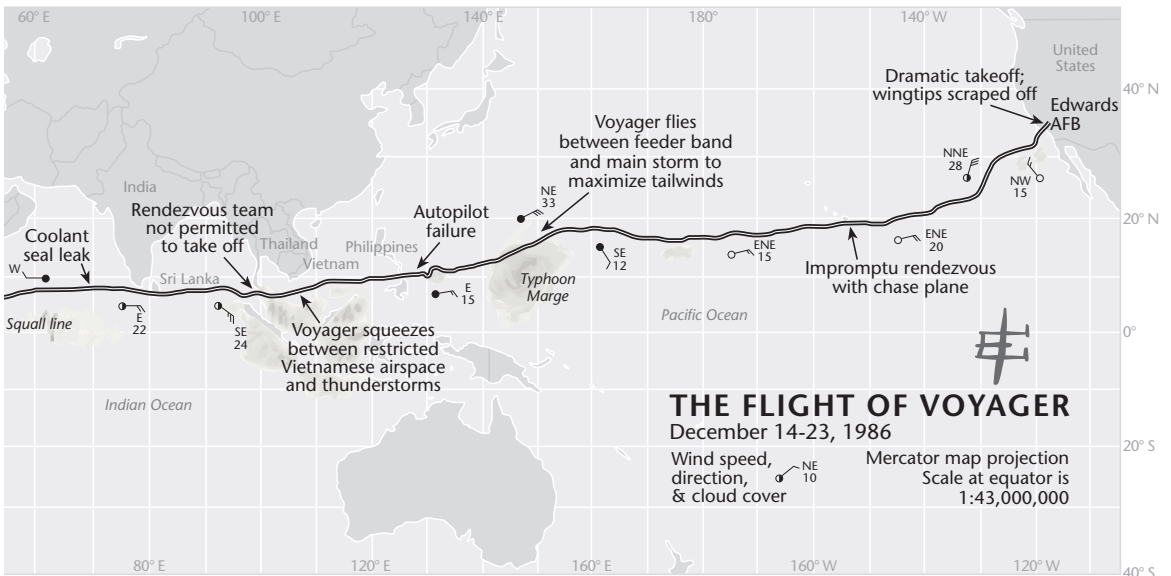 60° E
100° E
140° E
180°
140° W
United
States
Dramatic takeoff;
wingtips scraped off
40° N
Edwards
AFB
Voyager flies
between feeder band
and main storm to
maximize tailwinds
NNE
28
NW
15
India
NE
33
Rendezvous team
not permitted
to take off
Autopilot
failure
20° N
Coolant
seal leak
Thailand
Philippines
Vietnam
ENE
20
SE
12
ENE
15
W
Sri Lanka
Impromptu rendezvous
with chase plane
Typhoon
Marge
E
15
E
22
Squall line
SE
24
Voyager squeezes
between restricted
Vietnamese airspace
and thunderstorms
Pacific Ocean
0°
Indian Ocean
THE FLIGHT OF VOYAGER
December 14-23, 1986
20° S
Wind speed,
direction,
& cloud cover
NE
10
Mercator map projection
Scale at equator is
1:43,000,000
80° E
120° E
160° E
160° W
120° W
40° S